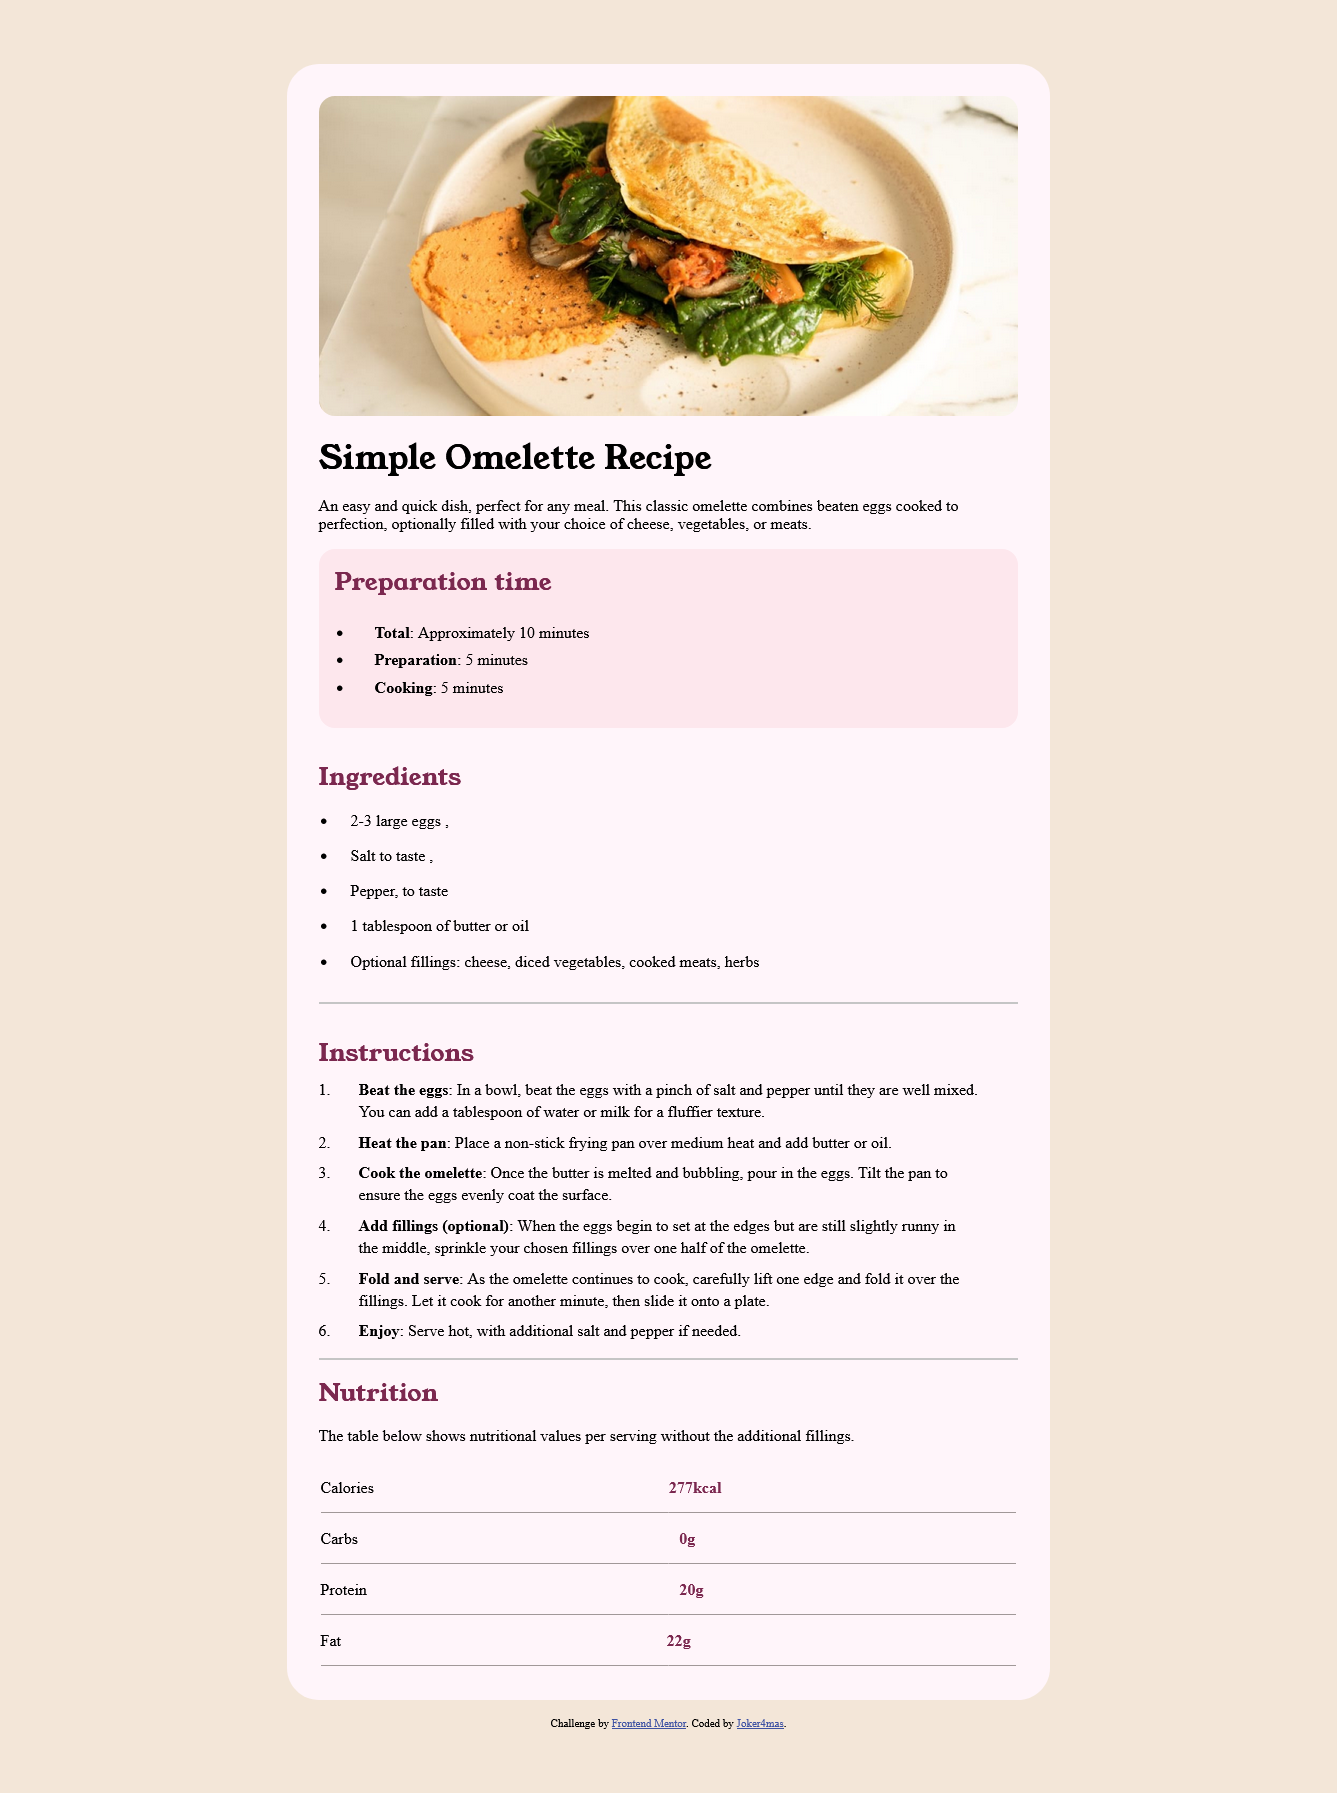 Simple Omelette Recipe
An easy and quick dish, perfect for any meal. This classic omelette combines beaten eggs cooked to
perfection, optionally filled with your choice of cheese, vegetables, or meats.
Preparation time
• Total: Approximately 10 minutes
• Preparation: 5 minutes
• Cooking: 5 minutes
Ingredients
• 2-3 large eggs ,
• Salt to taste ,
• Pepper, to taste
• 1 tablespoon of butter or oil
• Optional fillings: cheese, diced vegetables, cooked meats, herbs
Instructions
1. Beat the eggs: In a bowl, beat the eggs with a pinch of salt and pepper until they are well mixed.
You can add a tablespoon of water or milk for a fluffier texture.
2. Heat the pan: Place a non-stick frying pan over medium heat and add butter or oil.
3. Cook the omelette: Once the butter is melted and bubbling, pour in the eggs. Tilt the pan to
ensure the eggs evenly coat the surface.
4. Add fillings (optional): When the eggs begin to set at the edges but are still slightly runny in
the middle, sprinkle your chosen fillings over one half of the omelette.
5. Fold and serve: As the omelette continues to cook, carefully lift one edge and fold it over the
fillings. Let it cook for another minute, then slide it onto a plate.
6. Enjoy: Serve hot, with additional salt and pepper if needed.
Nutrition
The table below shows nutritional values per serving without the additional fillings.
Calories 277kcal
Carbs 0g
Protein 20g
Fat 22g
Challenge by Frontend Mentor. Coded by Joker4mas.